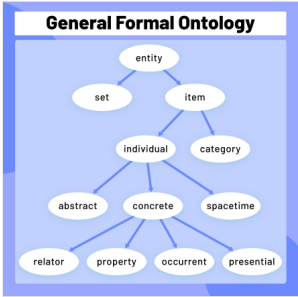 General Formal Ontology
entity
set item
individual category
abstract concrete spacetime
relator property occurrent presential